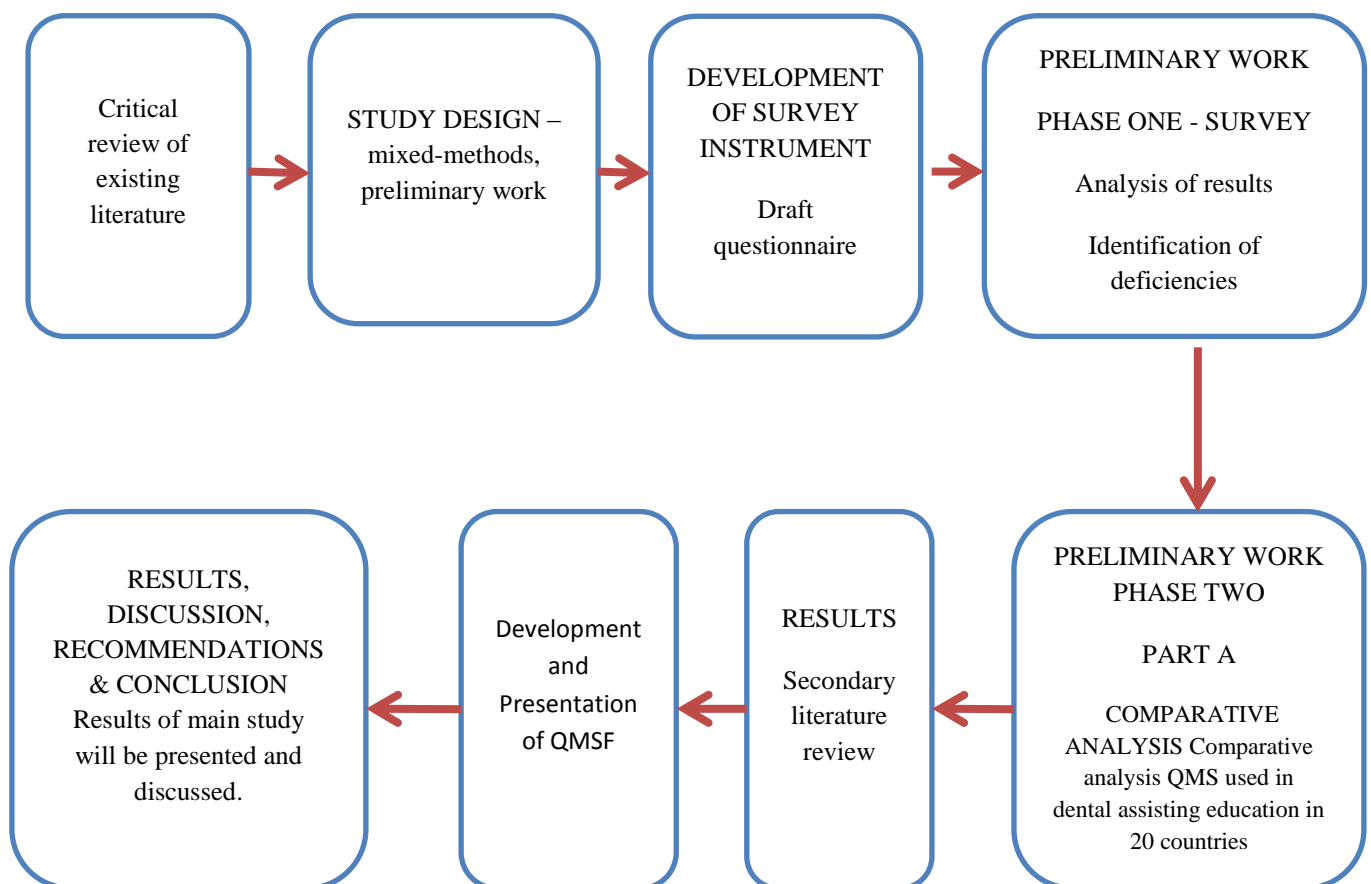 Critical
review of
existing
literature
STUDY DESIGN –
mixed-methods,
preliminary work
DEVELOPMENT
OF SURVEY
INSTRUMENT
Draft
questionnaire
PRELIMINARY WORK
PHASE ONE - SURVEY
Analysis of results
Identification of
deficiencies
PRELIMINARY WORK
PHASE TWO
PART A
COMPARATIVE
ANALYSIS Comparative
analysis QMS used in
dental assisting education in
20 countries
RESULTS
Secondary
literature
review
Development
and
Presentation
of QMSF
RESULTS,
DISCUSSION,
RECOMMENDATIONS
& CONCLUSION
Results of main study
will be presented and
discussed.